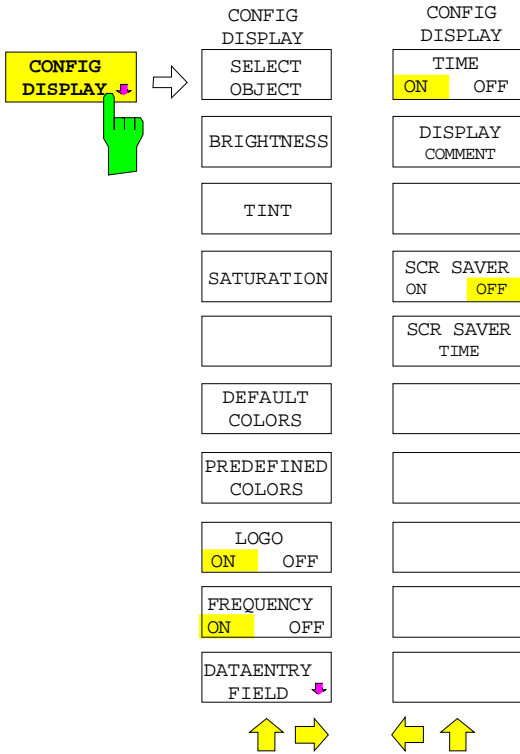 CONFIG
DISPLAY
CONFIG
DISPLAY
SELECT
OBJECT
BRIGHTNESS
TINT
SATURATION
DEFAULT
COLORS
PREDEFINED
COLORS
LOGO
ON OFF
FREQUENCY
ON OFF
DATAENTRY
FIELD
CONFIG
DISPLAY
TIME
ON OFF
DISPLAY
COMMENT
SCR SAVER
ON OFF
SCR SAVER
TIME